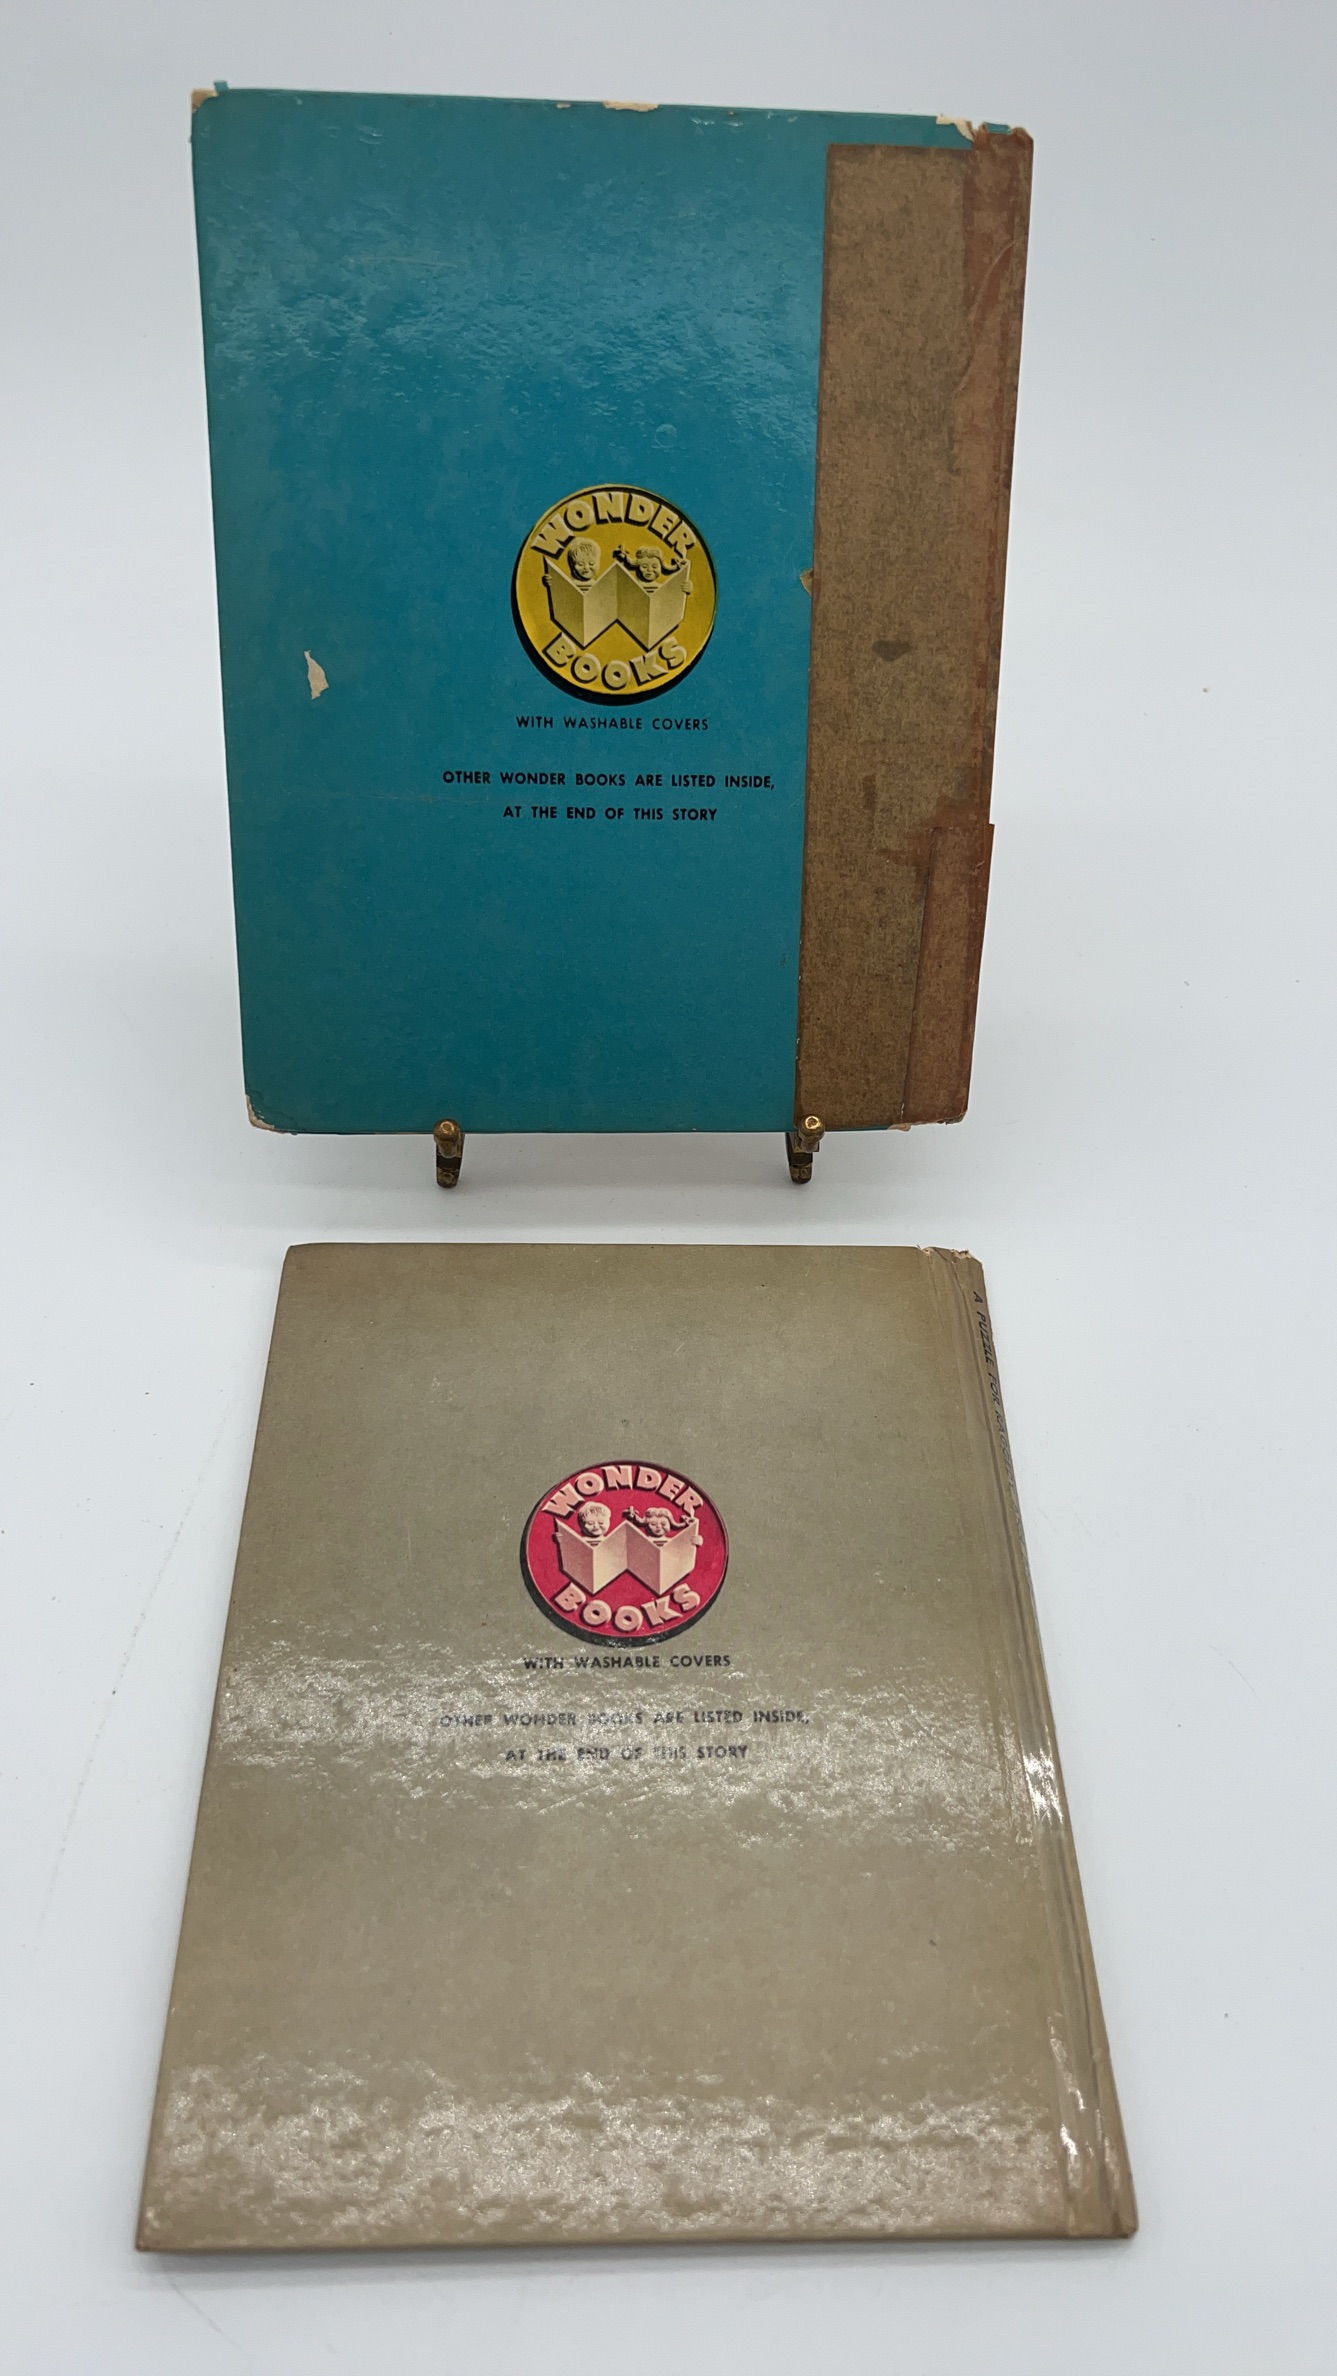 WONDER
BOOKS
WITH WASHABLE COVERS
OTHER WONDER BOOKS ARE LISTED INSIDE,
AT THE END OF THIS STORY
A PUZZLE FOR
WONDER
BOOKS
WITH WASHABLE COVERS
OTHER WONDER BOOKS ARE LISTED INSIDE,
AT THE END OF THIS STORY